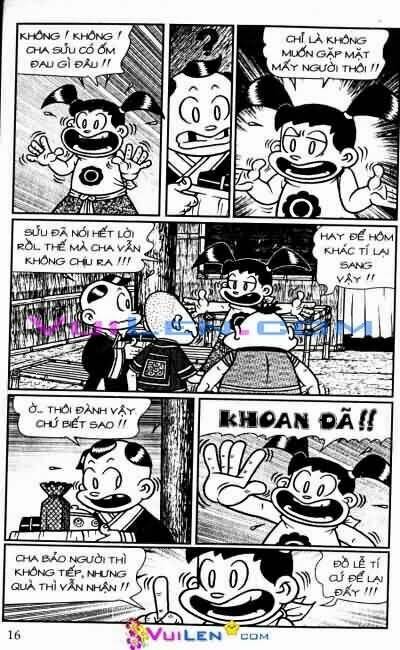 KHÔNG! KHÔNG!
CHA SỬU CÓ ỐM
ĐAU GÌ ĐÂU!!
?
CHỈ LÀ KHÔNG
MUỐN GẶP MẶT
MẤY NGƯỜI THÔI!!
SỬU ĐÃ NÓI HẾT LỜI
RỒI, THẾ MÀ CHA VẪN
KHÔNG CHỊU RA!!!
HAY ĐỂ HÔM
KHÁC TÍ LẠI
SANG
VẬY!!
VUILEN.COM
Ờ... THÔI ĐÀNH VẬY
CHỨ BIẾT SAO!!
KHOAN ĐÃ!!
CHA BẢO NGƯỜI THÌ
KHÔNG TIẾP, NHƯNG
QUÀ THÌ VẪN NHẬN!!
ĐỒ LỄ TÍ
CỨ ĐỂ LẠI
ĐẤY!!!
16
VUILEN.COM